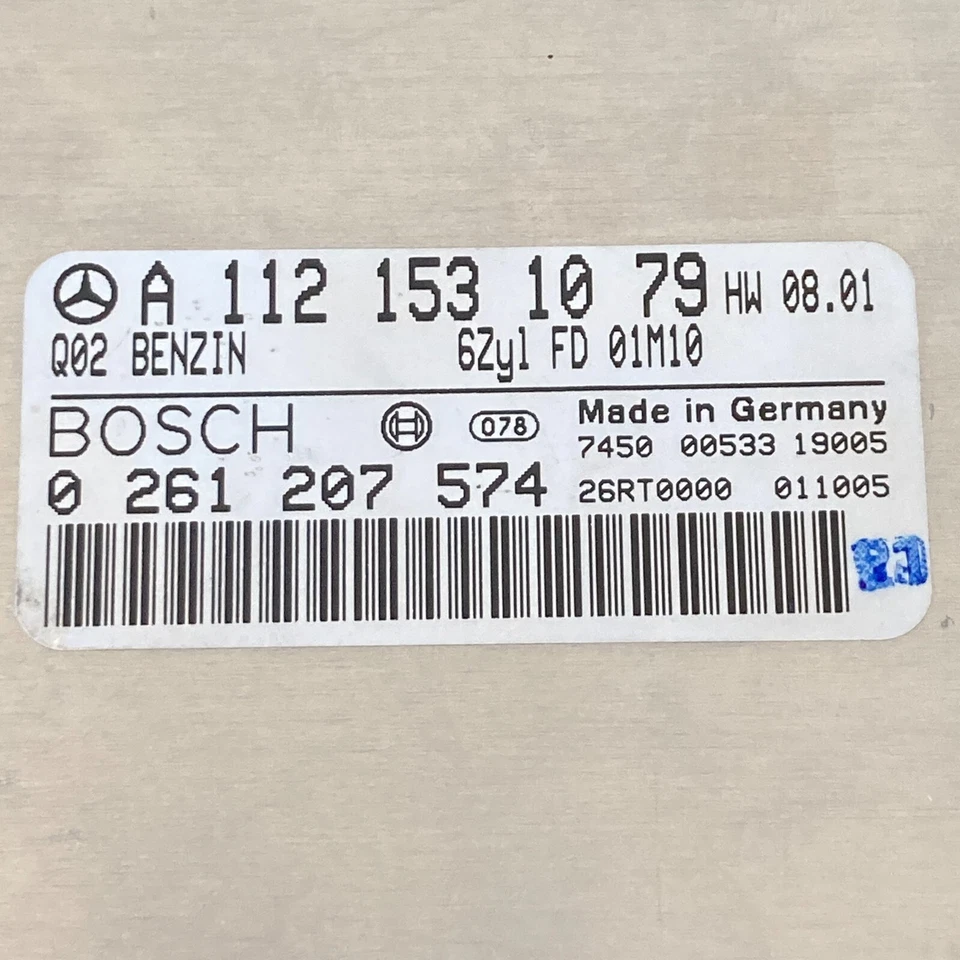 A 112 153 10 79 HW 08.01
Q02 BENZIN 6Zyl FD 01M10
BOSCH 078 Made in Germany
7450 00533 19005
0 261 207 574 26RT0000 011005